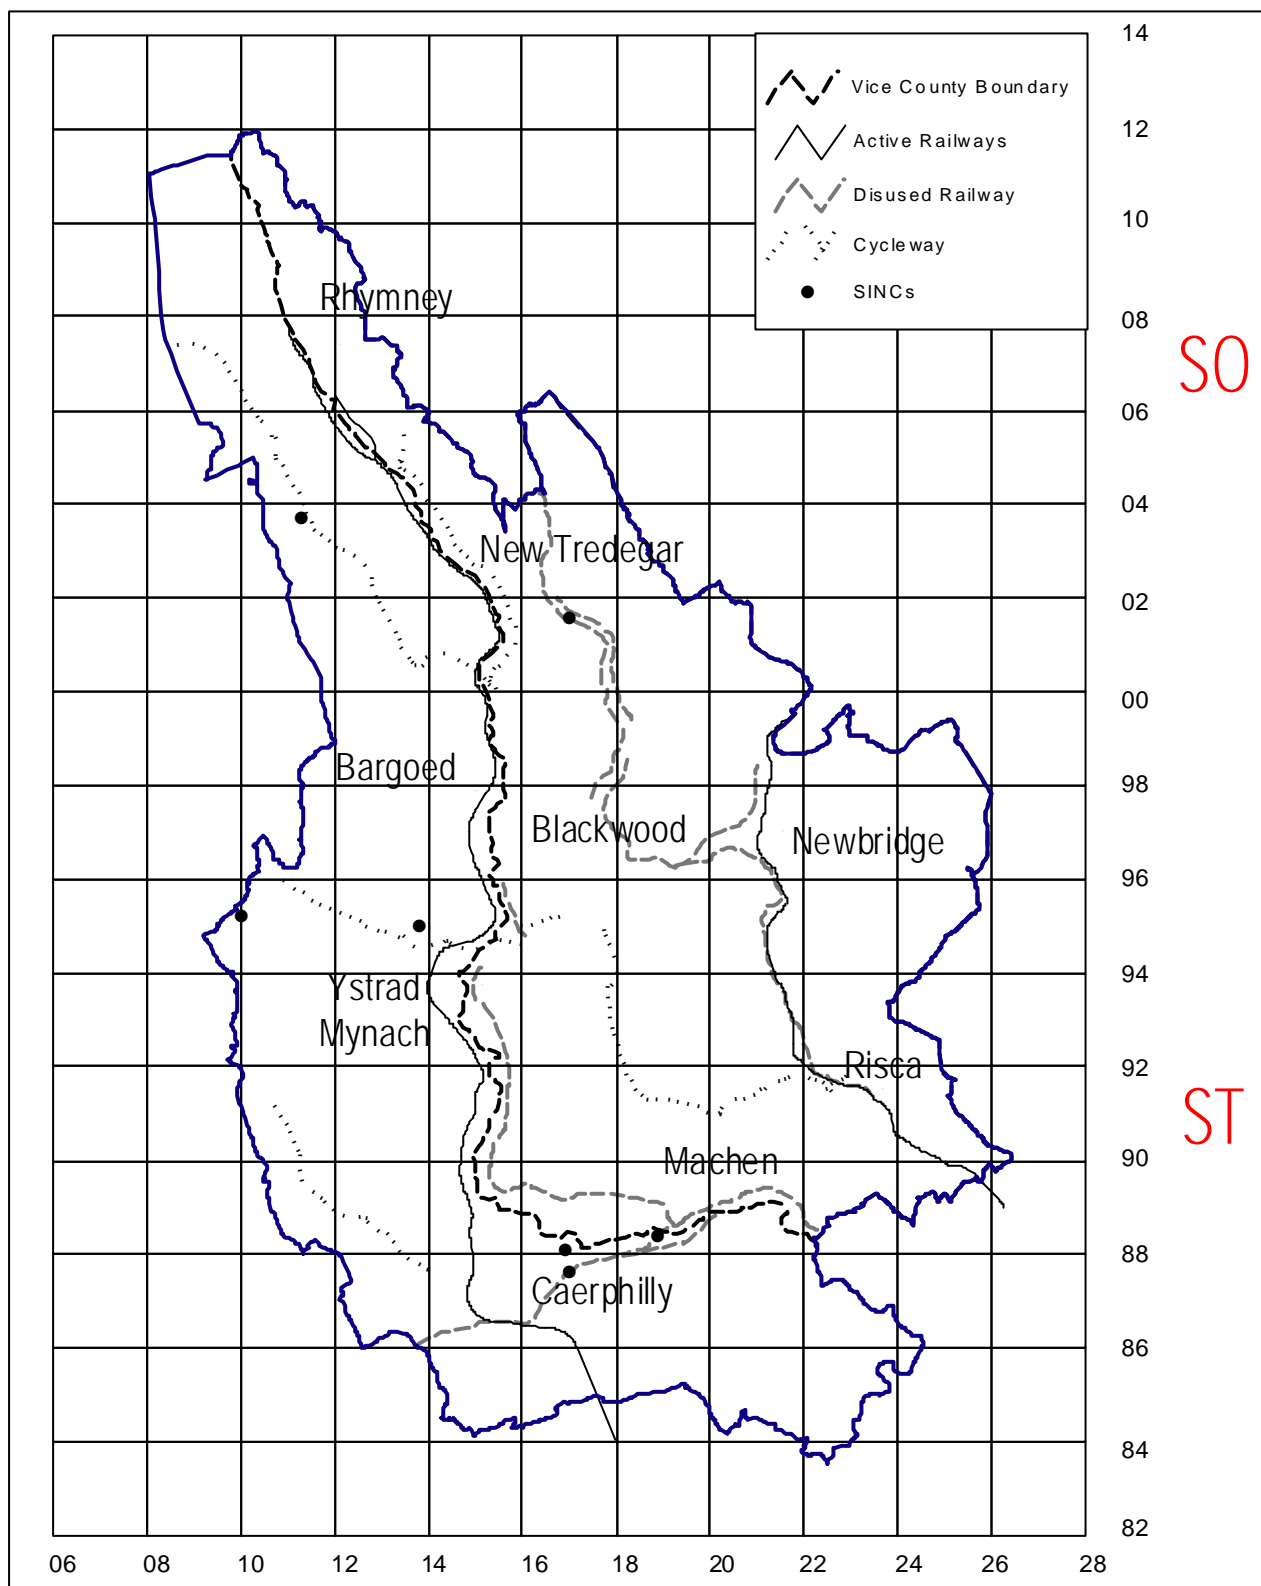 14
Vice County Boundary
12
Active Railways
Disused Railway
10
Cycleway
SINCs
Rhymney
08
SO
06
04
New Tredegar
02
00
Bargoed
98
Blackwood
Newbridge
96
94
Ystrad
Mynach
Risca
92
ST
Machen
90
88
Caerphilly
86
84
82
06 08 10 12 14 16 18 20 22 24 26 28